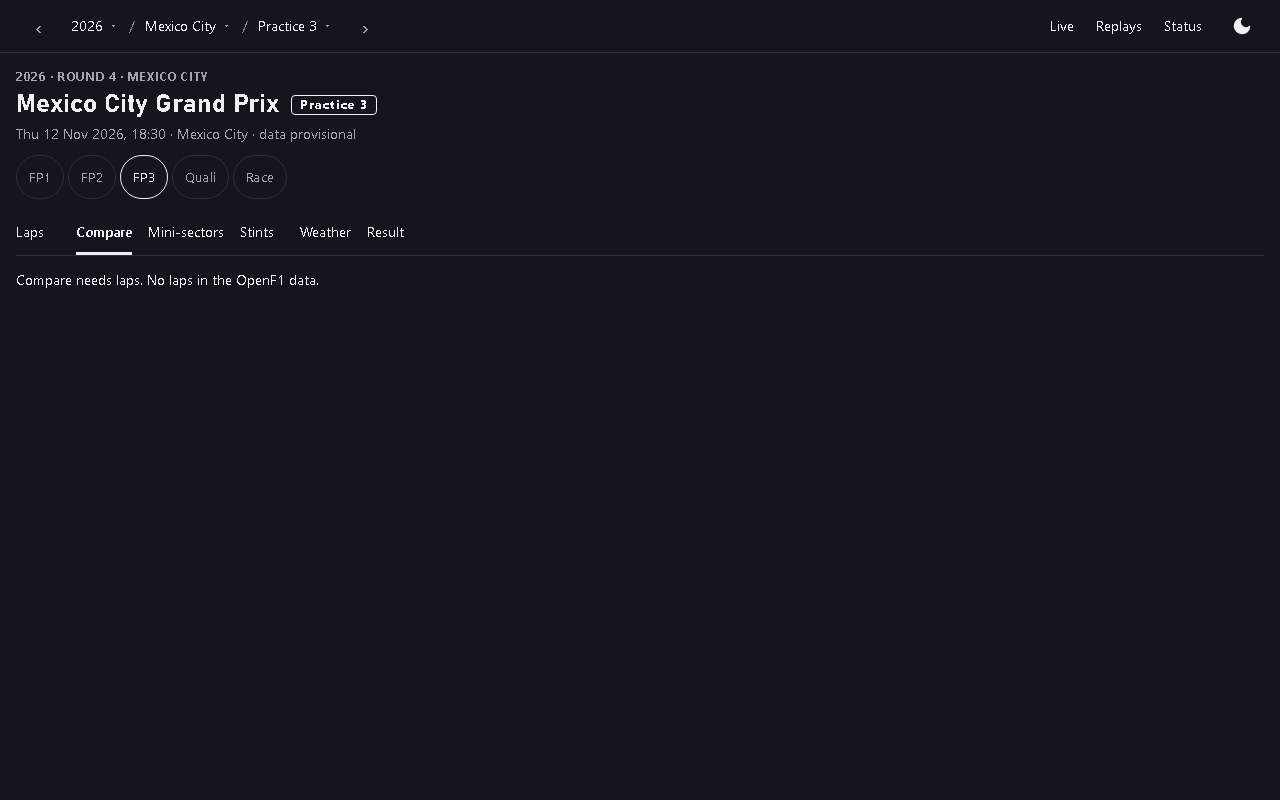 ‹ 2026 / Mexico City / Practice 3 › Live Replays Status
2026 · ROUND 4 · MEXICO CITY
Mexico City Grand Prix Practice 3
Thu 12 Nov 2026, 18:30 · Mexico City · data provisional
FP1 FP2 FP3 Quali Race
Laps Compare Mini-sectors Stints Weather Result
Compare needs laps. No laps in the OpenF1 data.